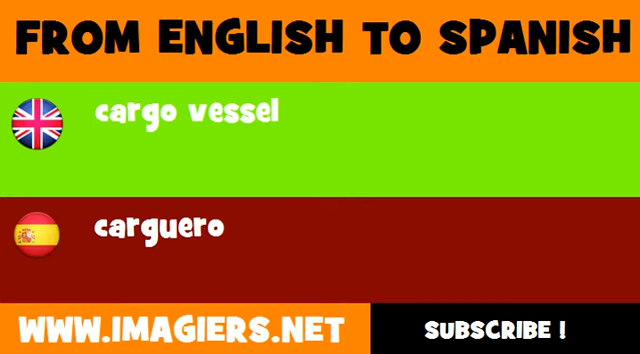 FROM ENGLISH TO SPANISH
cargo vessel
carguero
WWW.IMAGIERS.NET
SUBSCRIBE !